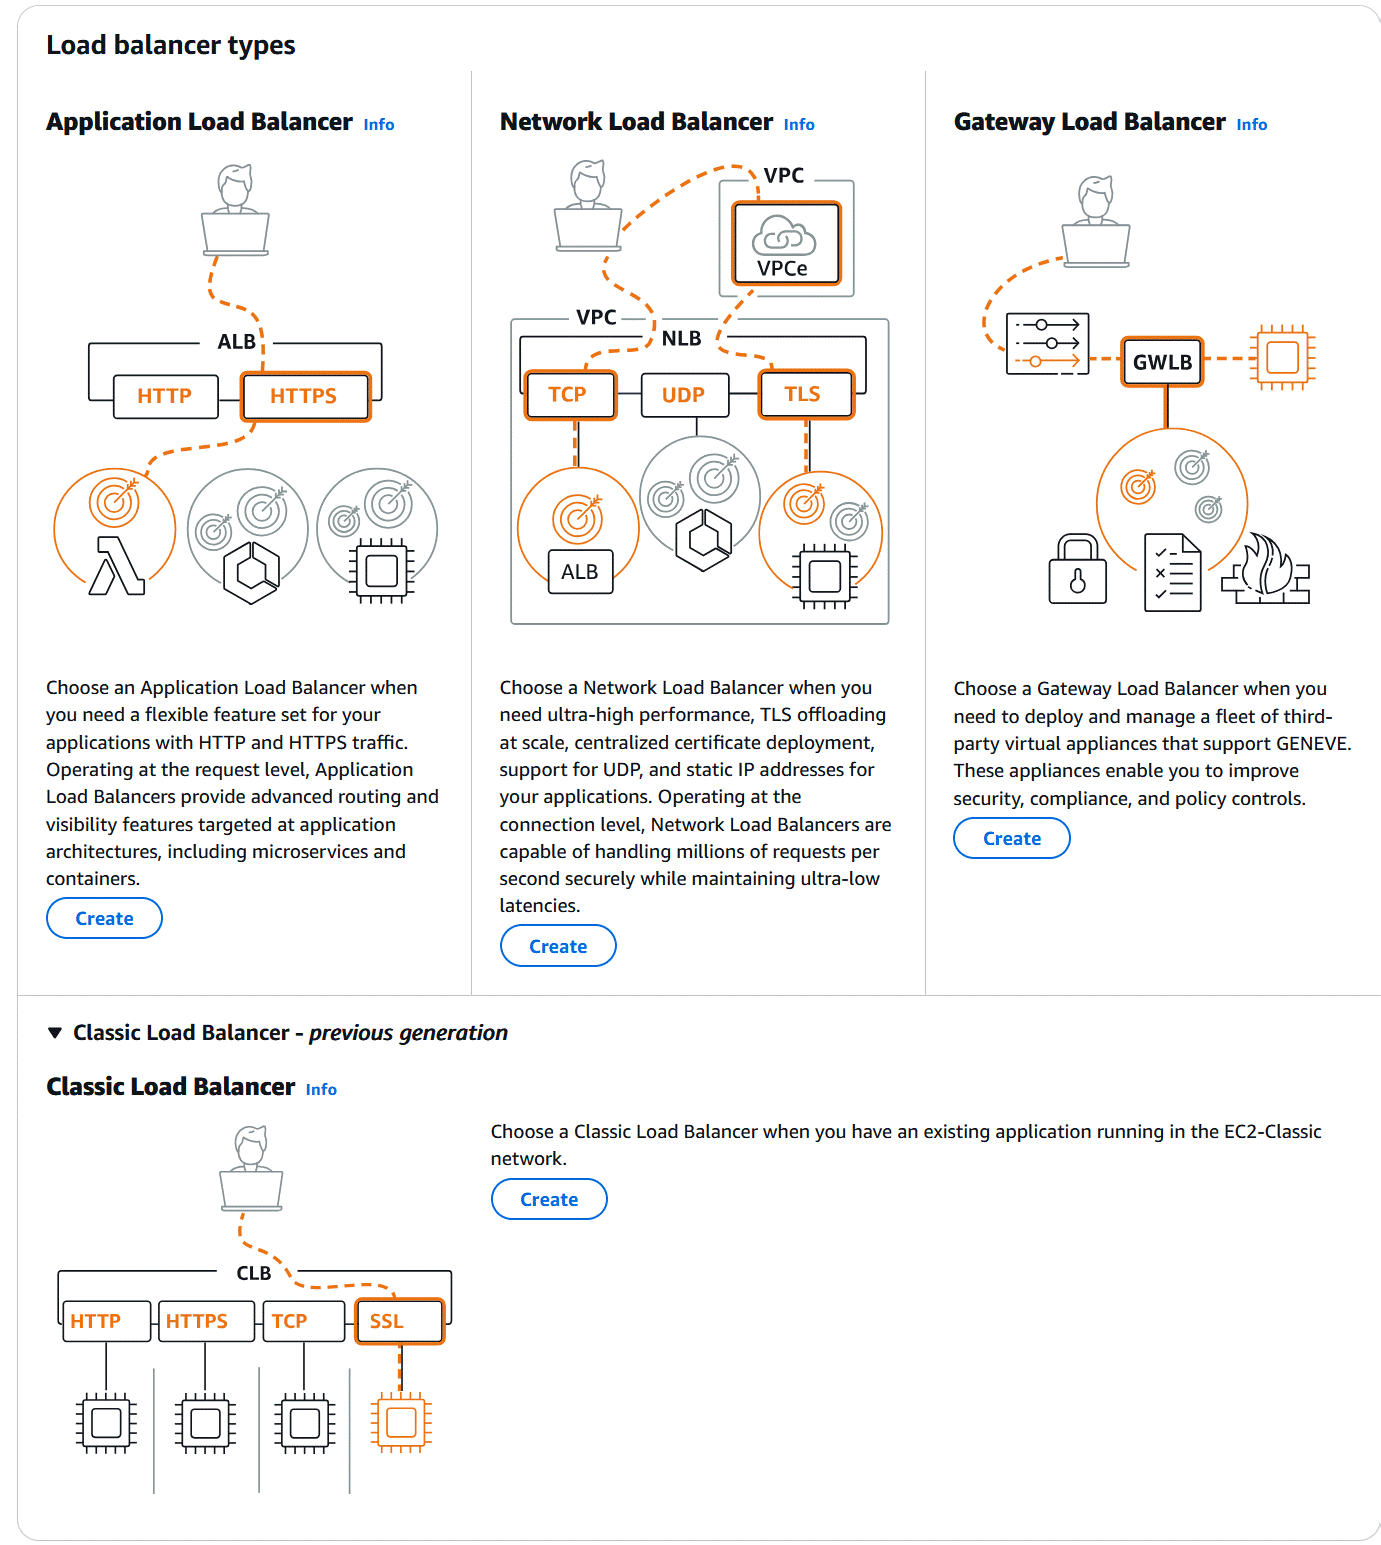 Load balancer types
Application Load Balancer Info
ALB
HTTP
HTTPS
Choose an Application Load Balancer when
you need a flexible feature set for your
applications with HTTP and HTTPS traffic.
Operating at the request level, Application
Load Balancers provide advanced routing and
visibility features targeted at application
architectures, including microservices and
containers.
Create
Network Load Balancer Info
VPC
VPCe
VPC
NLB
TCP
UDP
TLS
ALB
Choose a Network Load Balancer when you
need ultra-high performance, TLS offloading
at scale, centralized certificate deployment,
support for UDP, and static IP addresses for
your applications. Operating at the
connection level, Network Load Balancers are
capable of handling millions of requests per
second securely while maintaining ultra-low
latencies.
Create
Gateway Load Balancer Info
GWLB
Choose a Gateway Load Balancer when you
need to deploy and manage a fleet of third-
party virtual appliances that support GENEVE.
These appliances enable you to improve
security, compliance, and policy controls.
Create
Classic Load Balancer - previous generation
Classic Load Balancer Info
CLB
HTTP
HTTPS
TCP
SSL
Choose a Classic Load Balancer when you have an existing application running in the EC2-Classic
network.
Create